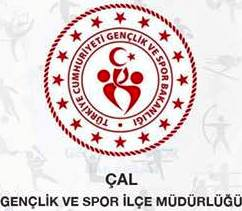 TÜRKİYE CUMHURİYETİ GENÇLİK VE SPOR BAKANLIĞI
ÇAL
GENÇLİK VE SPOR İLÇE MÜDÜRLÜĞÜ